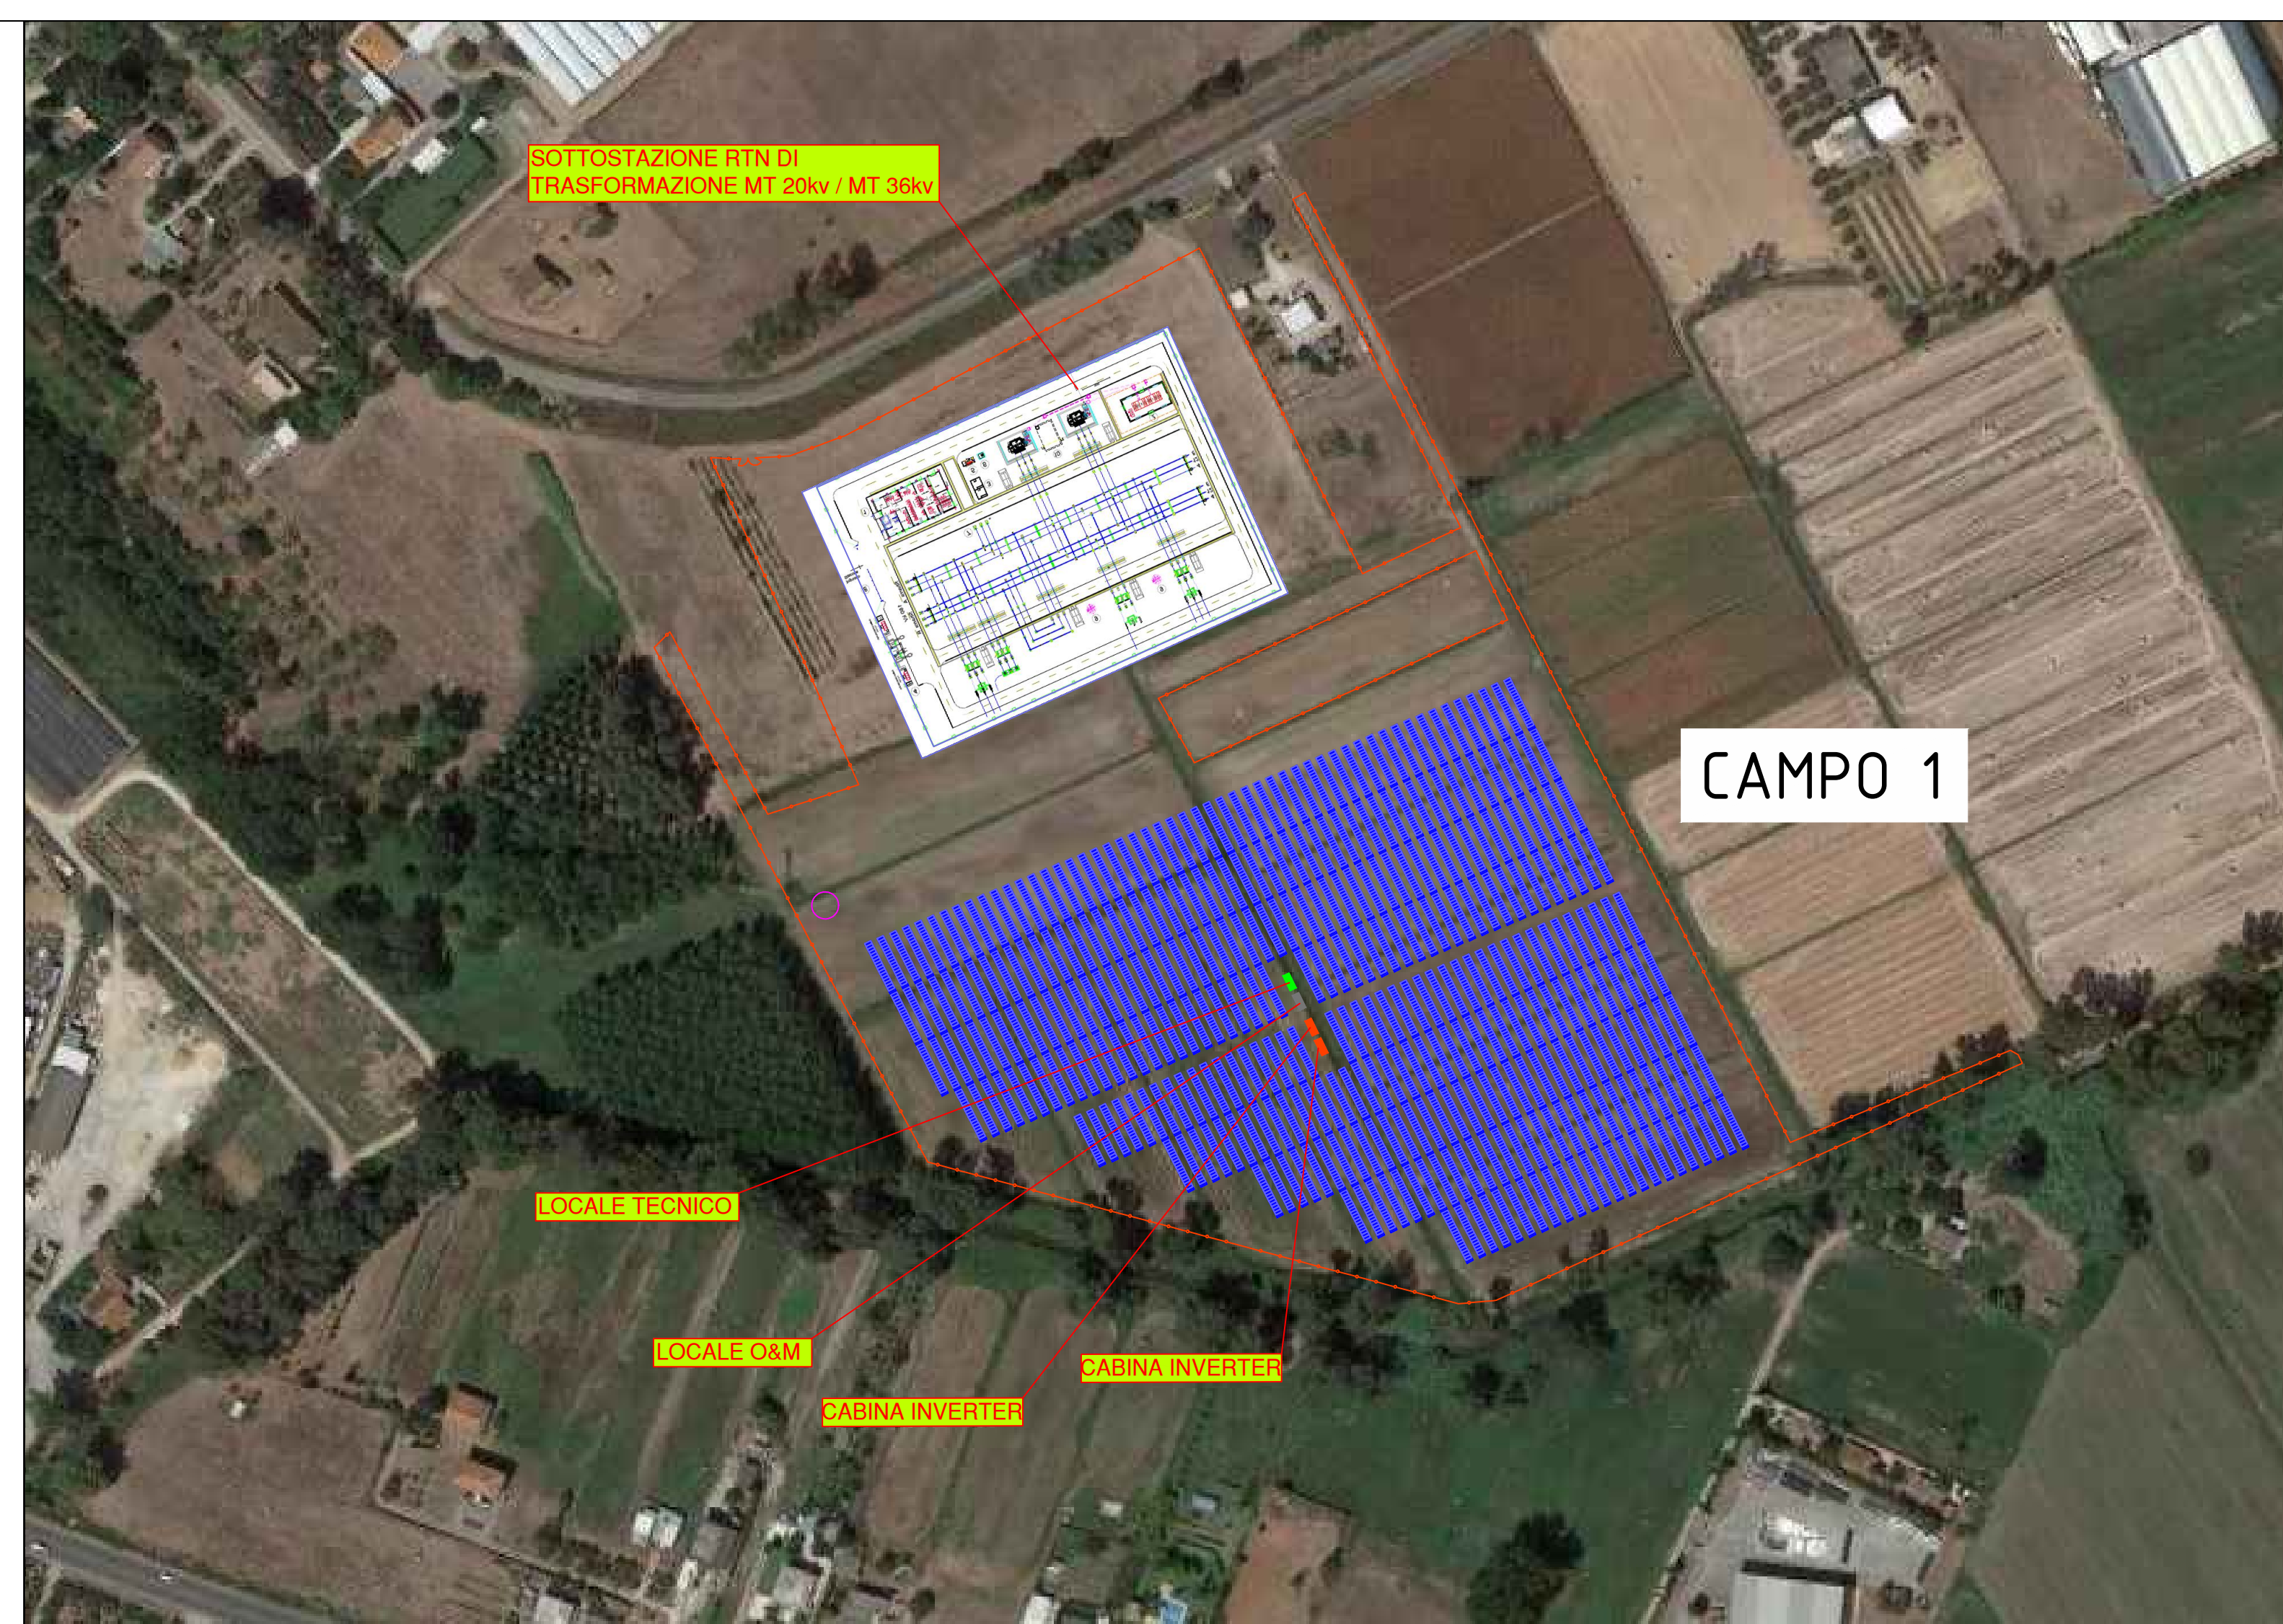 SOTTOSTAZIONE RTN DI
TRASFORMAZIONE MT 20kv / MT 36kv
CAMPO 1
LOCALE TECNICO
LOCALE O&M
CABINA INVERTER
CABINA INVERTER